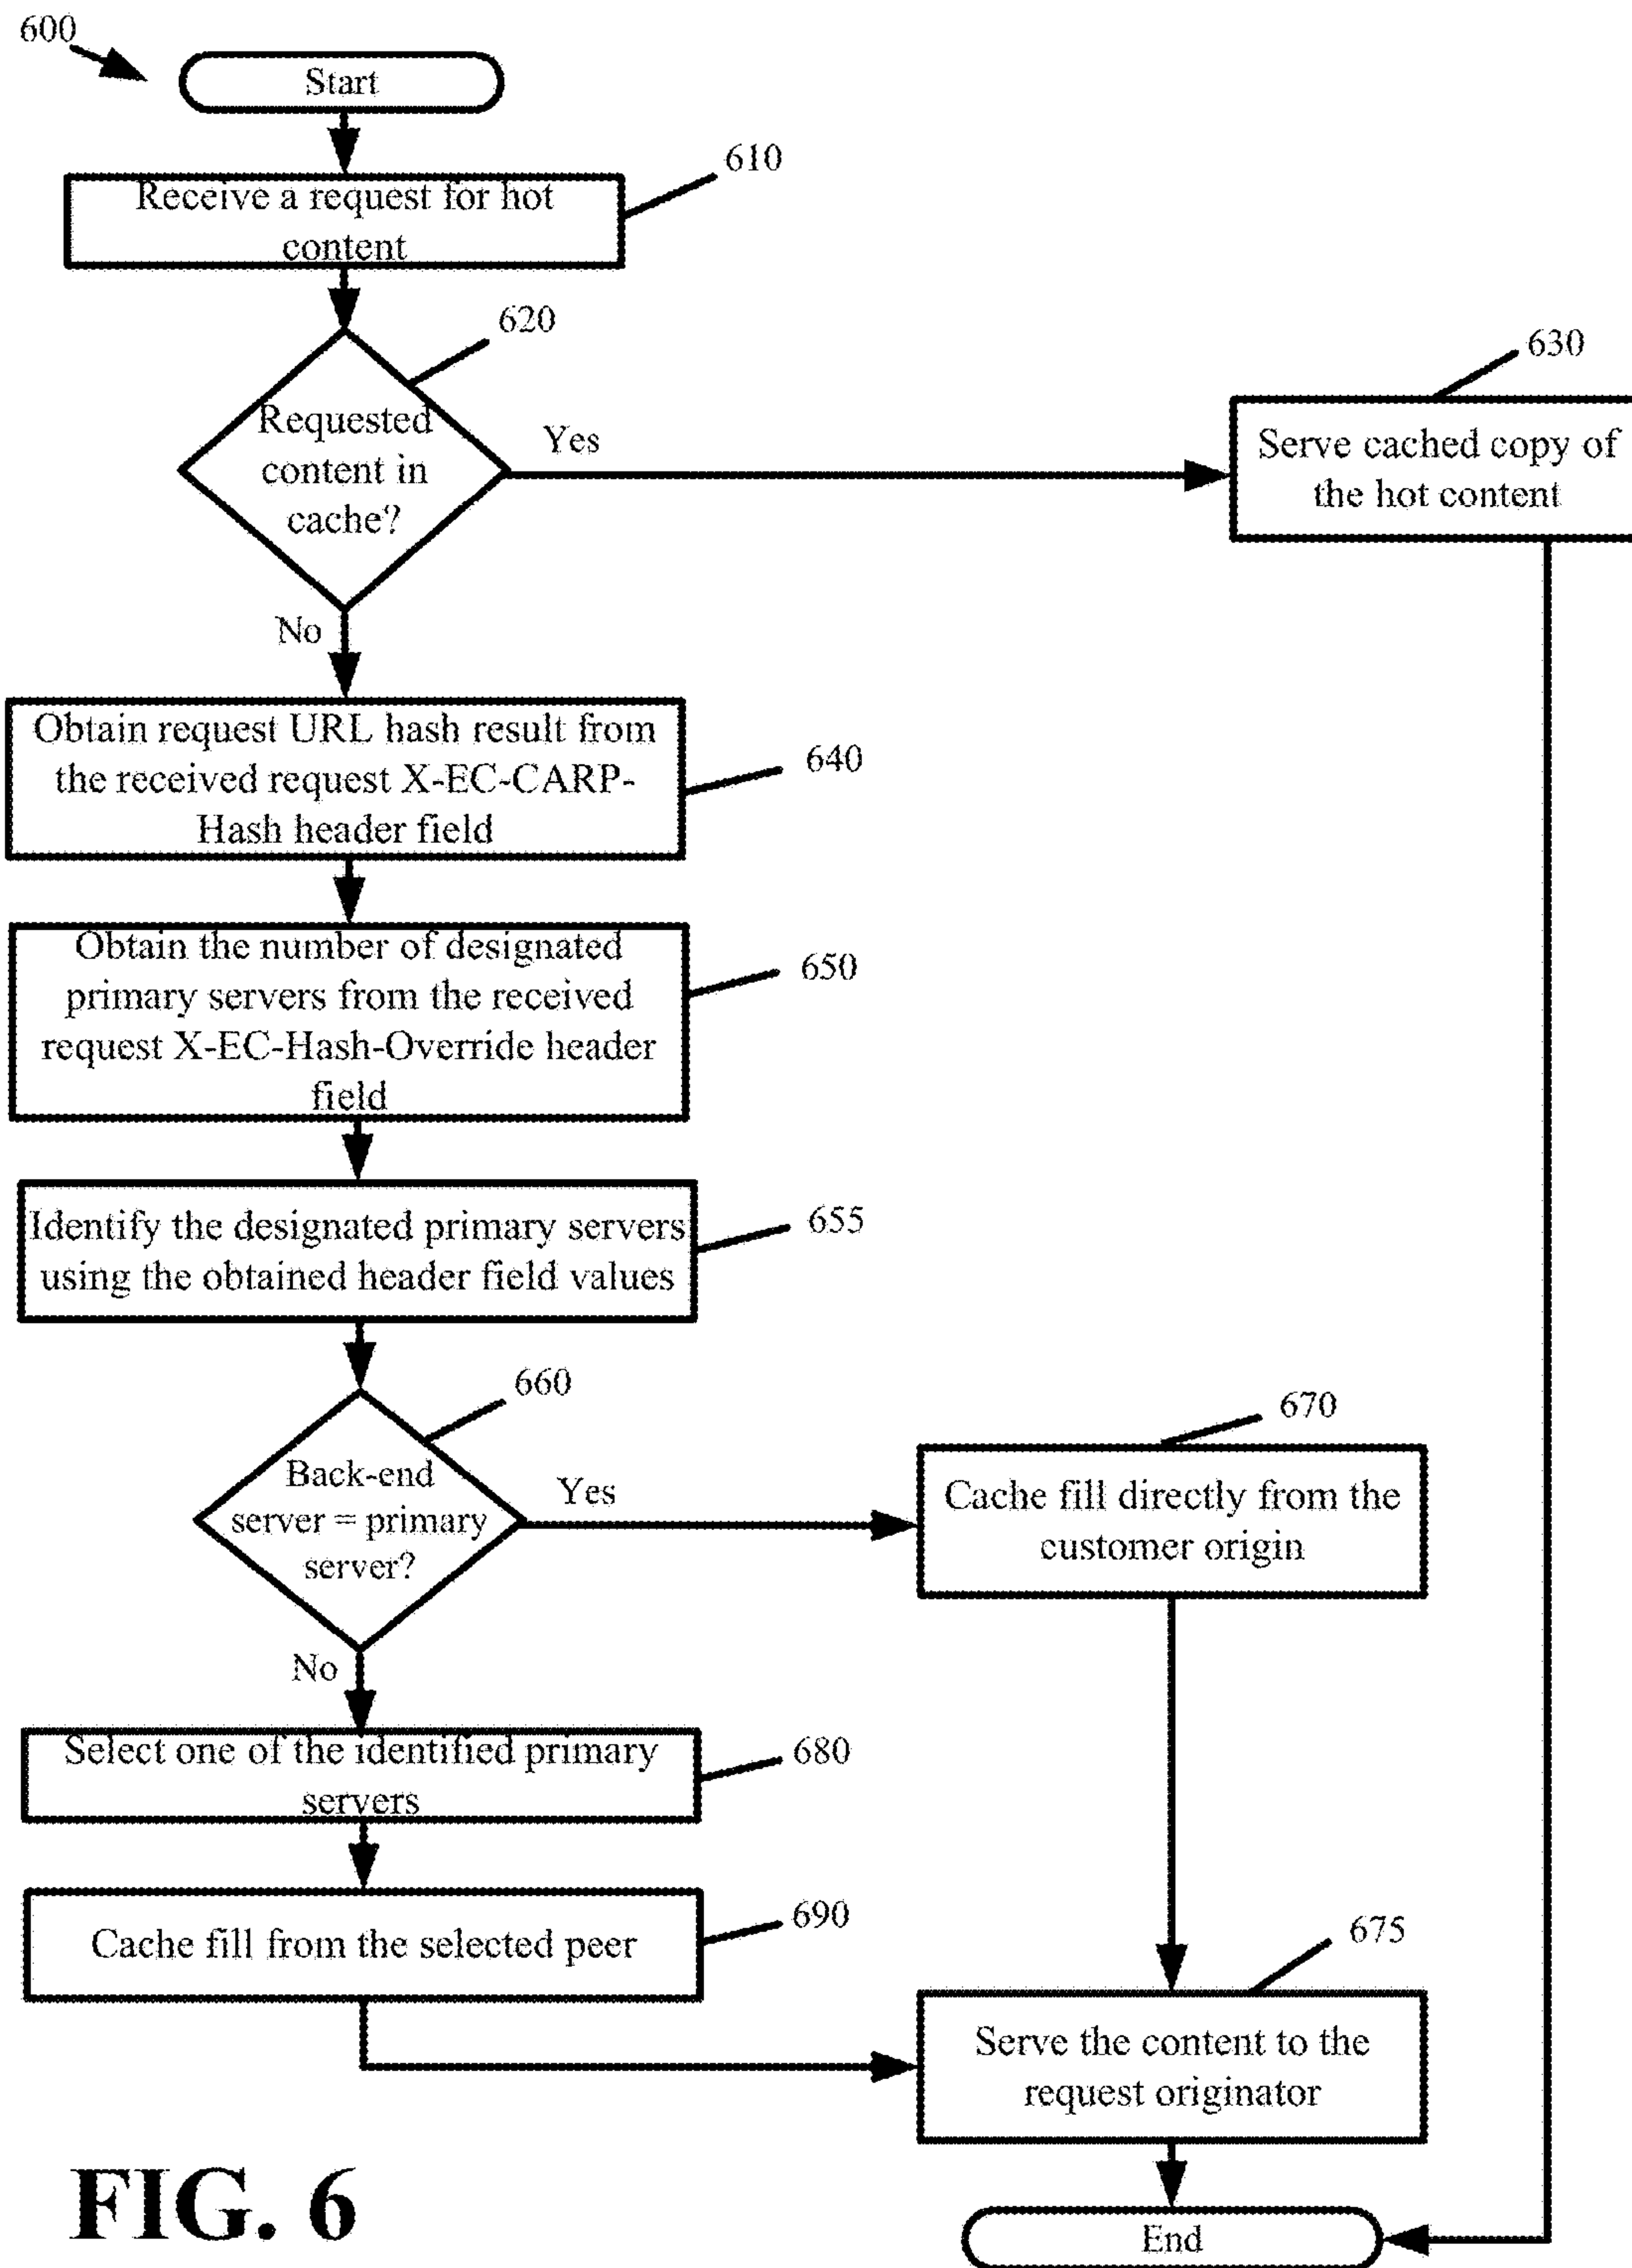 600
Start
610
Receive a request for hot
content
620
Requested
content in
cache?
Yes
630
Serve cached copy of
the hot content
No
Obtain request URL hash result from
the received request X-EC-CARP-
Hash header field
640
Obtain the number of designated
primary servers from the received
request X-EC-Hash-Override header
field
650
Identify the designated primary servers
using the obtained header field values
655
660
Back-end
server = primary
server?
Yes
670
Cache fill directly from the
customer origin
No
Select one of the identified primary
servers
680
Cache fill from the selected peer
690
675
Serve the content to the
request originator
End
FIG. 6